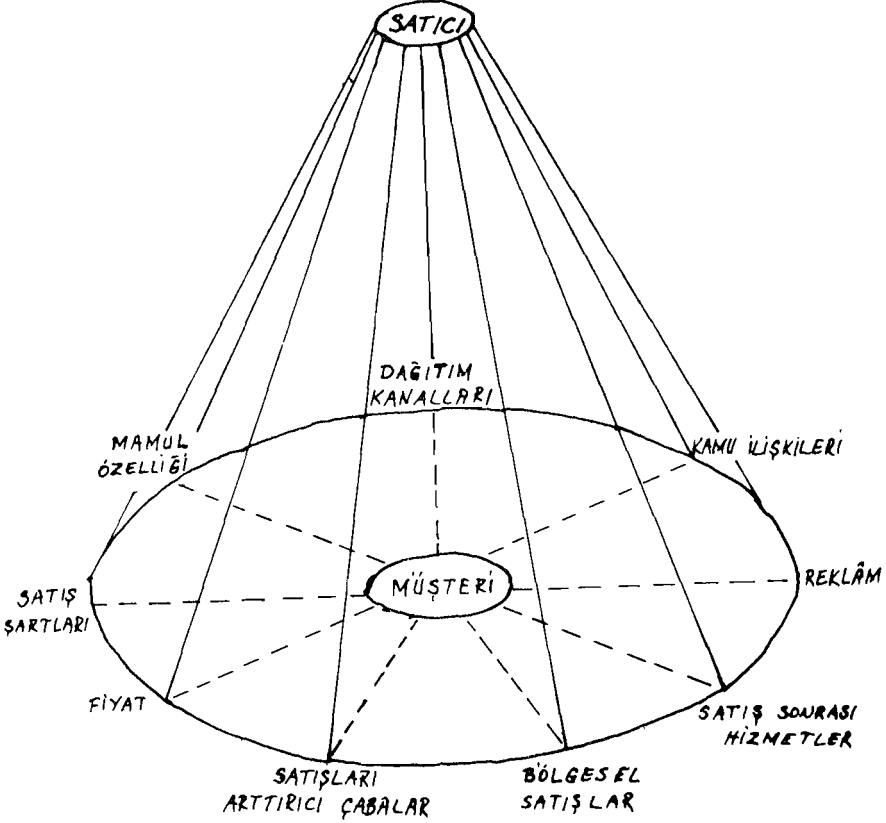 SATICI
DAĞITIM
KANALLARI
MAMUL
ÖZELLİĞİ
KAMU İLİŞKİLERİ
MÜŞTERİ
REKLÂM
SATIŞ
ŞARTLARI
FİYAT
SATIŞ SONRASI
HİZMETLER
SATIŞLARI
ARTTIRICI ÇABALAR
BÖLGESEL
SATIŞLAR